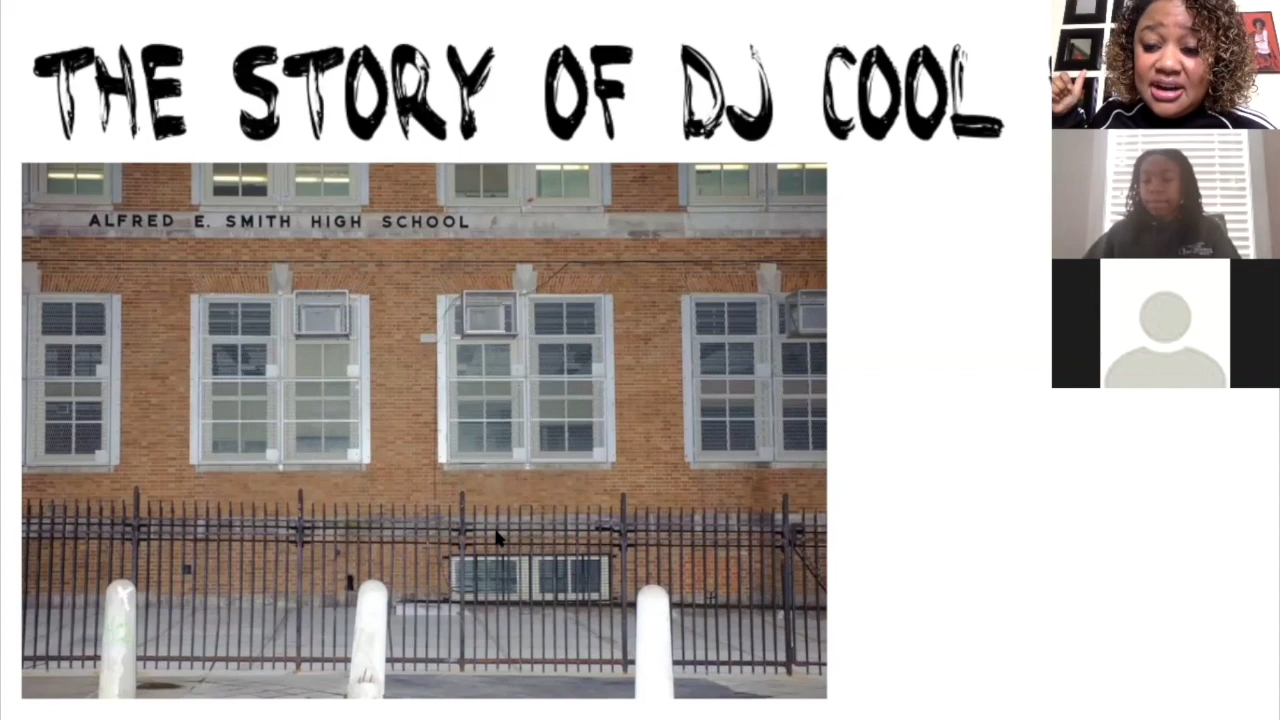 THE STORY OF DJ COOL
ALFRED E. SMITH HIGH SCHOOL